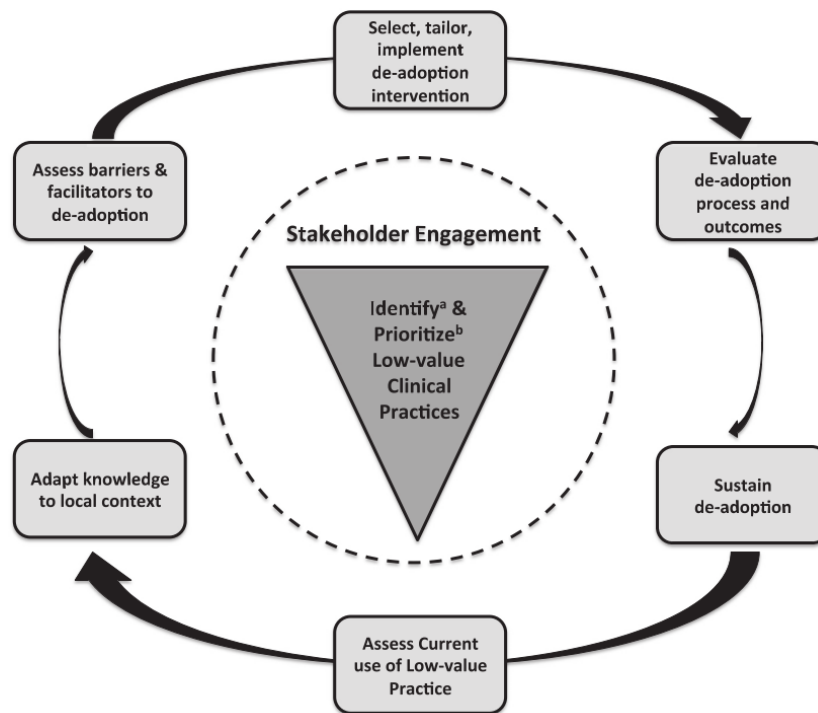 Select, tailor,
implement
de-adoption
intervention
Assess barriers &
facilitators to
de-adoption
Evaluate
de-adoption
process and
outcomes
Stakeholder Engagement
Identifyᵃ &
Prioritizeᵇ
Low-value
Clinical
Practices
Adapt knowledge
to local context
Sustain
de-adoption
Assess Current
use of Low-value
Practice